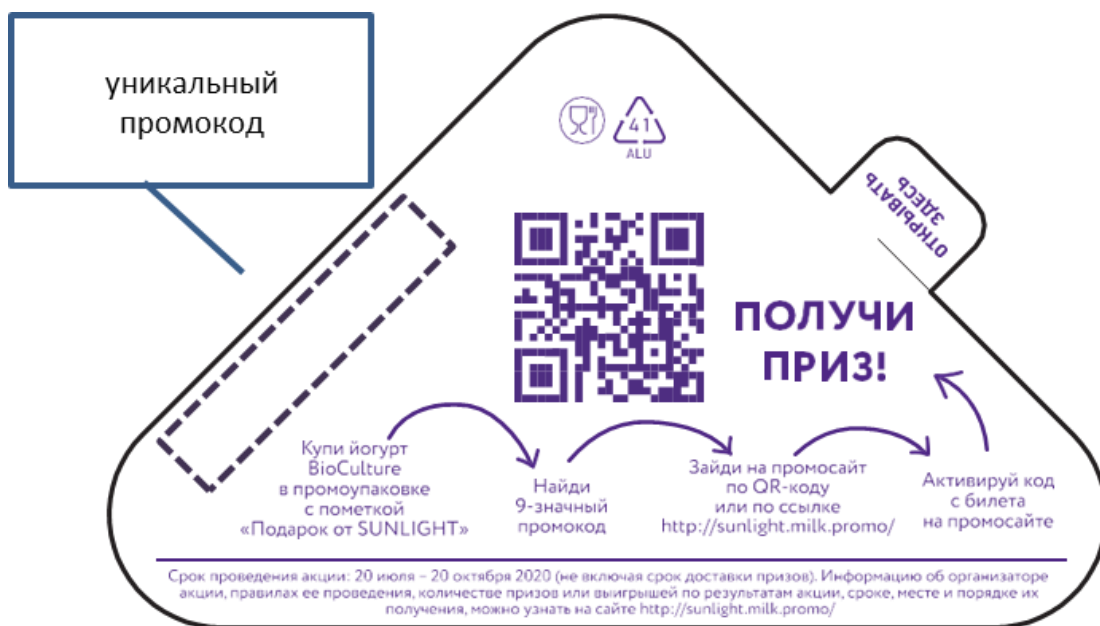 уникальный
промокод
41
ALU
ОТКРЫВАТЬ
ЗДЕСЬ
ПОЛУЧИ
ПРИЗ!
Купи йогурт
BioCulture
в промоупаковке
с пометкой
«Подарок от SUNLIGHT»
Найди
9-значный
промокод
Зайди на промосайт
по QR-коду
или по ссылке
http://sunlight.milk.promo/
Активируй код
с билета
на промосайте
Срок проведения акции: 20 июля – 20 октября 2020 (не включая срок доставки призов). Информацию об организаторе
акции, правилах ее проведения, количестве призов или выигрышей по результатам акции, сроке, месте и порядке их
получения, можно узнать на сайте http://sunlight.milk.promo/